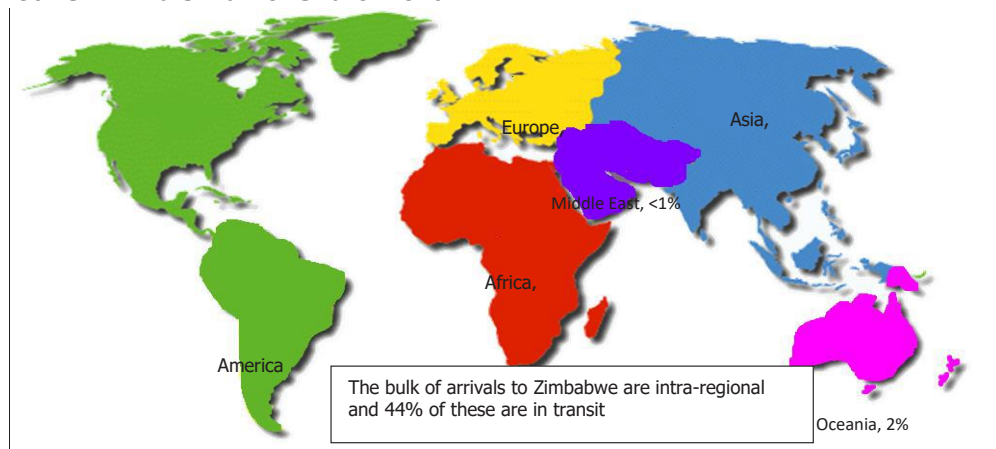 Europe,
Asia,
Middle East, <1%
Africa,
America
The bulk of arrivals to Zimbabwe are intra-regional
and 44% of these are in transit
Oceania, 2%